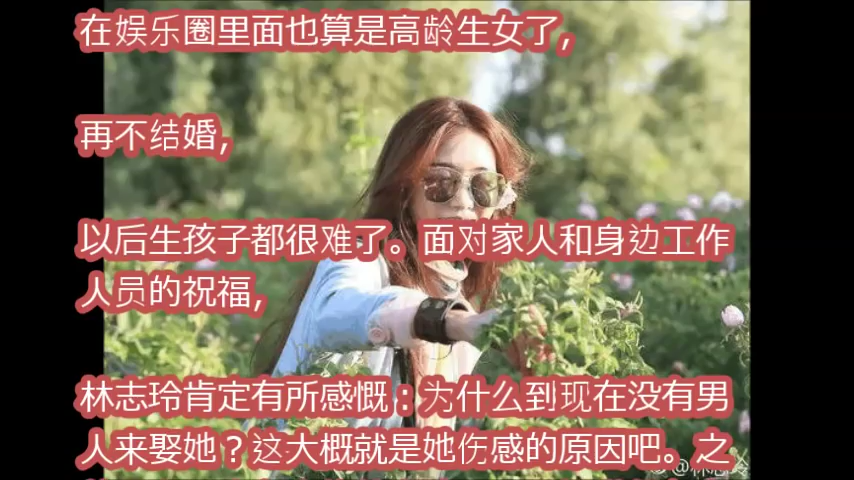 在娱乐圈里面也算是高龄生女了，
再不结婚，
以后生孩子都很难了。面对家人和身边工作
人员的祝福，
林志玲肯定有所感慨：为什么到现在没有男
人来娶她？这大概就是她伤感的原因吧。之